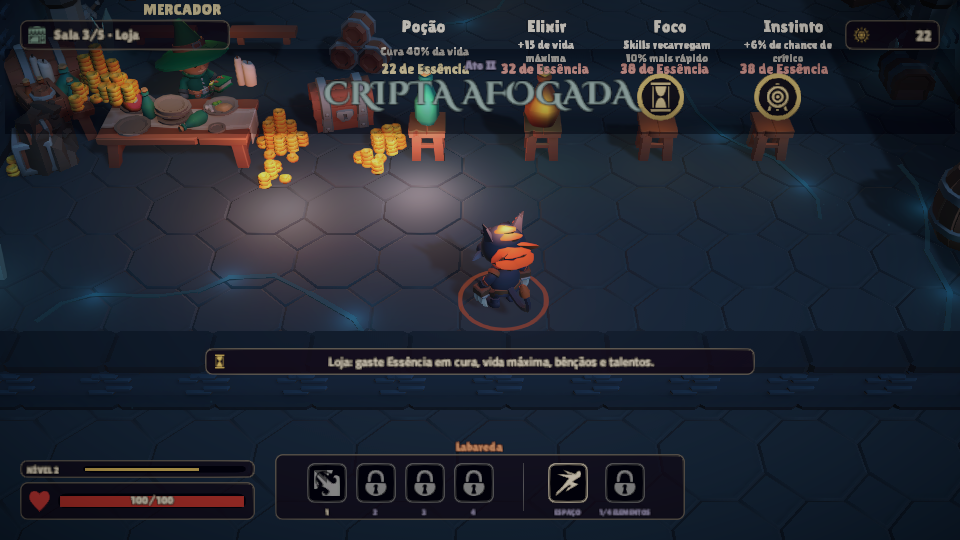 MERCADOR
Sala 3/5 - Loja
Poção
Cura 40% da vida
22 de Essência
Elixir
+15 de vida
máxima
32 de Essência
Foco
Skills recarregam
10% mais rápido
38 de Essência
Instinto
+6% de chance de
crítico
38 de Essência
22
Ato II
CRIPTA AFOGADA
Loja: gaste Essência em cura, vida máxima, bênçãos e talentos.
Labareda
NÍVEL 2
100/100
1
2
3
4
ESPAÇO
1/4 ELEMENTOS